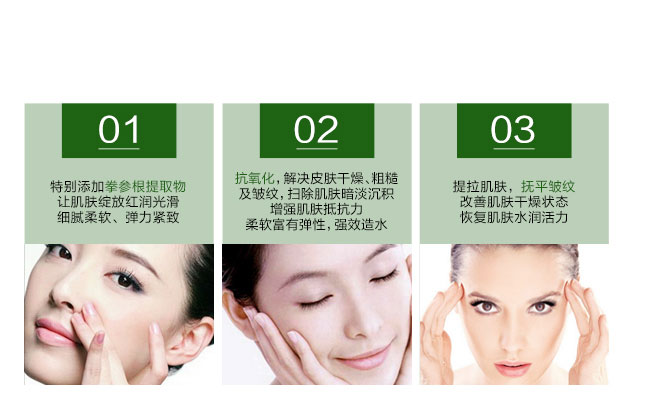 01
特别添加拳参根提取物
让肌肤绽放红润光滑
细腻柔软、弹力紧致
02
抗氧化，解决皮肤干燥、粗糙
及皱纹，扫除肌肤暗淡沉积
增强肌肤抵抗力
柔软富有弹性，强效造水
03
提拉肌肤，抚平皱纹
改善肌肤干燥状态
恢复肌肤水润活力